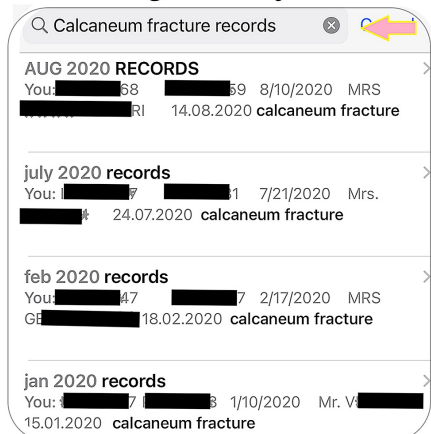 Calcaneum fracture records
AUG 2020 RECORDS
You: 68 59 8/10/2020 MRS
RI 14.08.2020 calcaneum fracture
july 2020 records
You: 7 31 7/21/2020 Mrs.
24.07.2020 calcaneum fracture
feb 2020 records
You: 47 7 2/17/2020 MRS
GE 18.02.2020 calcaneum fracture
jan 2020 records
You: 7 3 1/10/2020 Mr. V
15.01.2020 calcaneum fracture